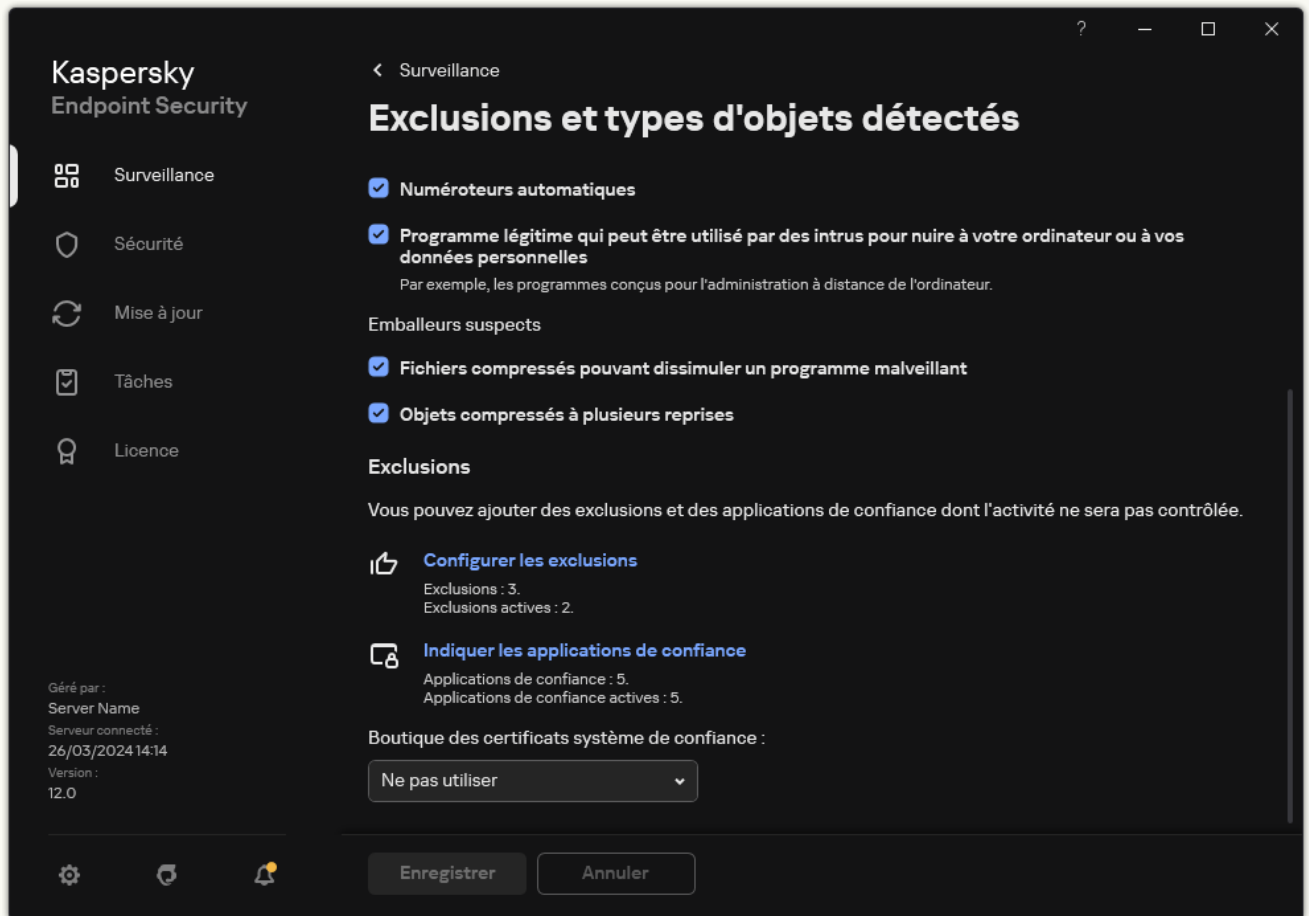 ?
Kaspersky
Endpoint Security
Surveillance
Sécurité
Mise à jour
Tâches
Licence
Géré par :
Server Name
Serveur connecté :
26/03/2024 14:14
Version :
12.0
Surveillance
Exclusions et types d'objets détectés
Numéroteurs automatiques
Programme légitime qui peut être utilisé par des intrus pour nuire à votre ordinateur ou à vos
données personnelles
Par exemple, les programmes conçus pour l'administration à distance de l'ordinateur.
Emballeurs suspects
Fichiers compressés pouvant dissimuler un programme malveillant
Objets compressés à plusieurs reprises
Exclusions
Vous pouvez ajouter des exclusions et des applications de confiance dont l'activité ne sera pas contrôlée.
Configurer les exclusions
Exclusions : 3.
Exclusions actives : 2.
Indiquer les applications de confiance
Applications de confiance : 5.
Applications de confiance actives : 5.
Boutique des certificats système de confiance :
Ne pas utiliser
Enregistrer
Annuler